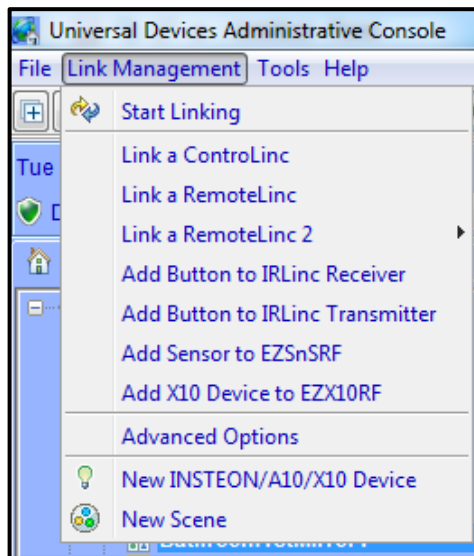 Universal Devices Administrative Console
File Link Management Tools Help
Start Linking
Link a ControLinc
Tue
Link a RemoteLinc
Link a RemoteLinc 2
Add Button to IRLinc Receiver
Add Button to IRLinc Transmitter
Add Sensor to EZSnSRF
Add X10 Device to EZX10RF
Advanced Options
New INSTEON/A10/X10 Device
New Scene